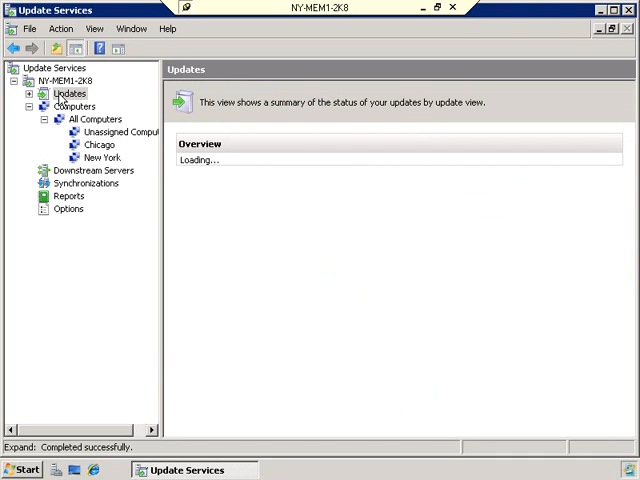 Update Services
NY-MEM1-2K8
File Action View Window Help
Update Services
NY-MEM1-2K8
Updates
Computers
All Computers
Unassigned Compu
Chicago
New York
Downstream Servers
Synchronizations
Reports
Options
Updates
This view shows a summary of the status of your updates by update view.
Overview
Loading...
Expand: Completed successfully.
Start
Update Services